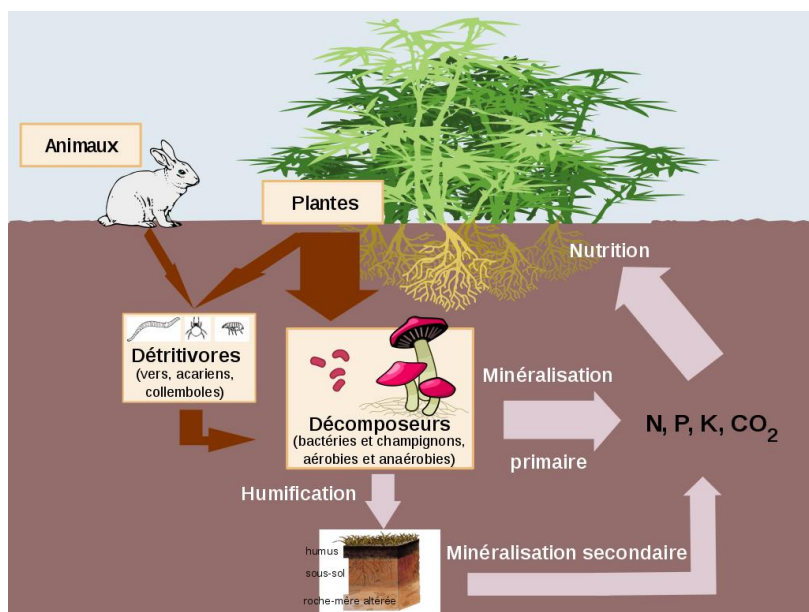 Animaux
Plantes
Nutrition
Détritivores
(vers, acariens,
collemboles)
Décomposeurs
(bactéries et champignons,
aérobies et anaérobies)
Minéralisation
primaire
N, P, K, CO₂
Humification
humus
sous-sol
roche-mère altérée
Minéralisation secondaire